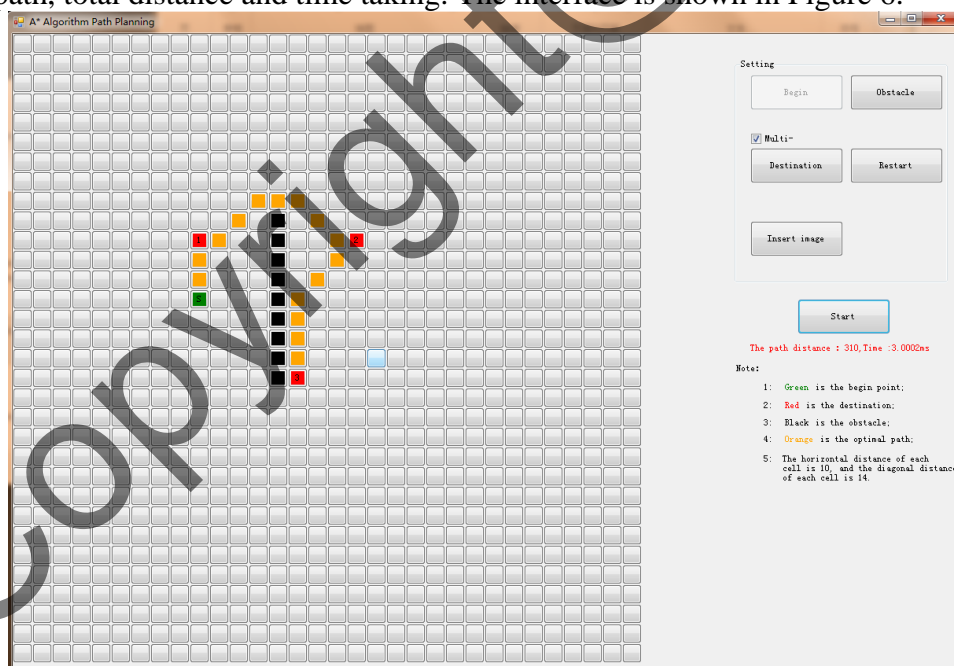 path, total distance and time taking. The interface is shown in Figure 6.
A* Algorithm Path Planning
Setting
Begin
Obstacle
Multi-
Destination
Restart
1
2
Insert image
S
Start
The path distance : 310,Time :3.0002ms
Note:
3
1: Green is the begin point;
2: Red is the destination;
3: Black is the obstacle;
4: Orange is the optimal path;
5: The horizontal distance of each
cell is 10, and the diagonal distance
of each cell is 14.
Copyright